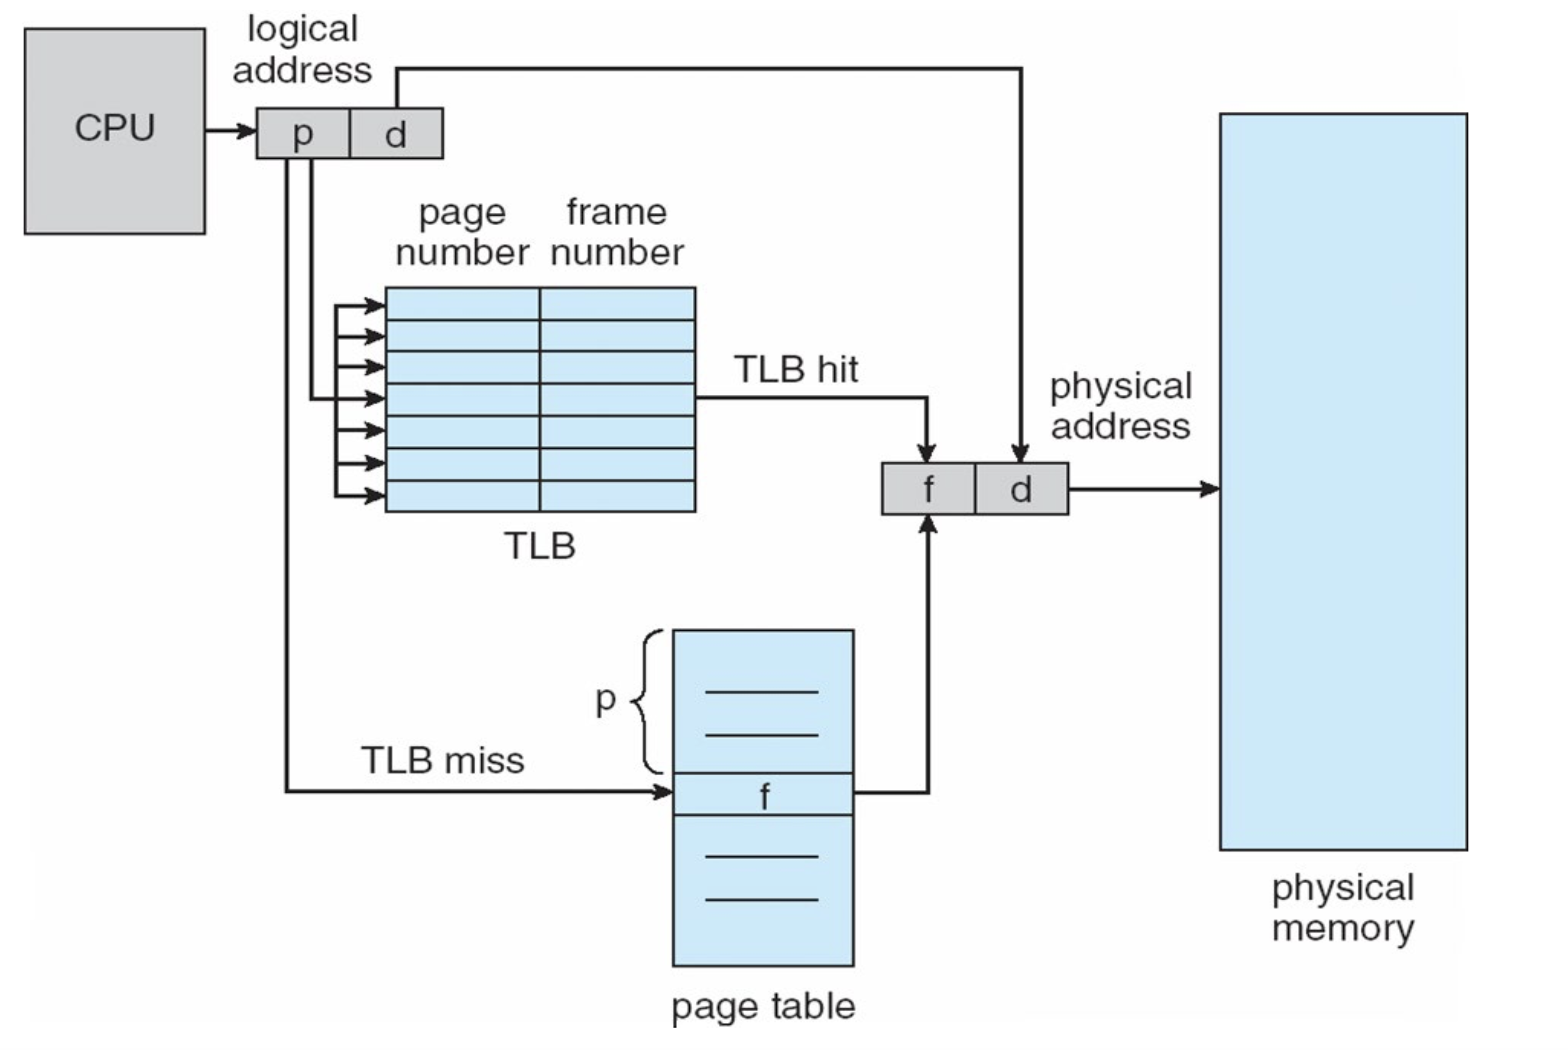 logical
address
CPU
p
d
page
number
frame
number
TLB hit
physical
address
f
d
TLB
p
TLB miss
f
physical
memory
page table